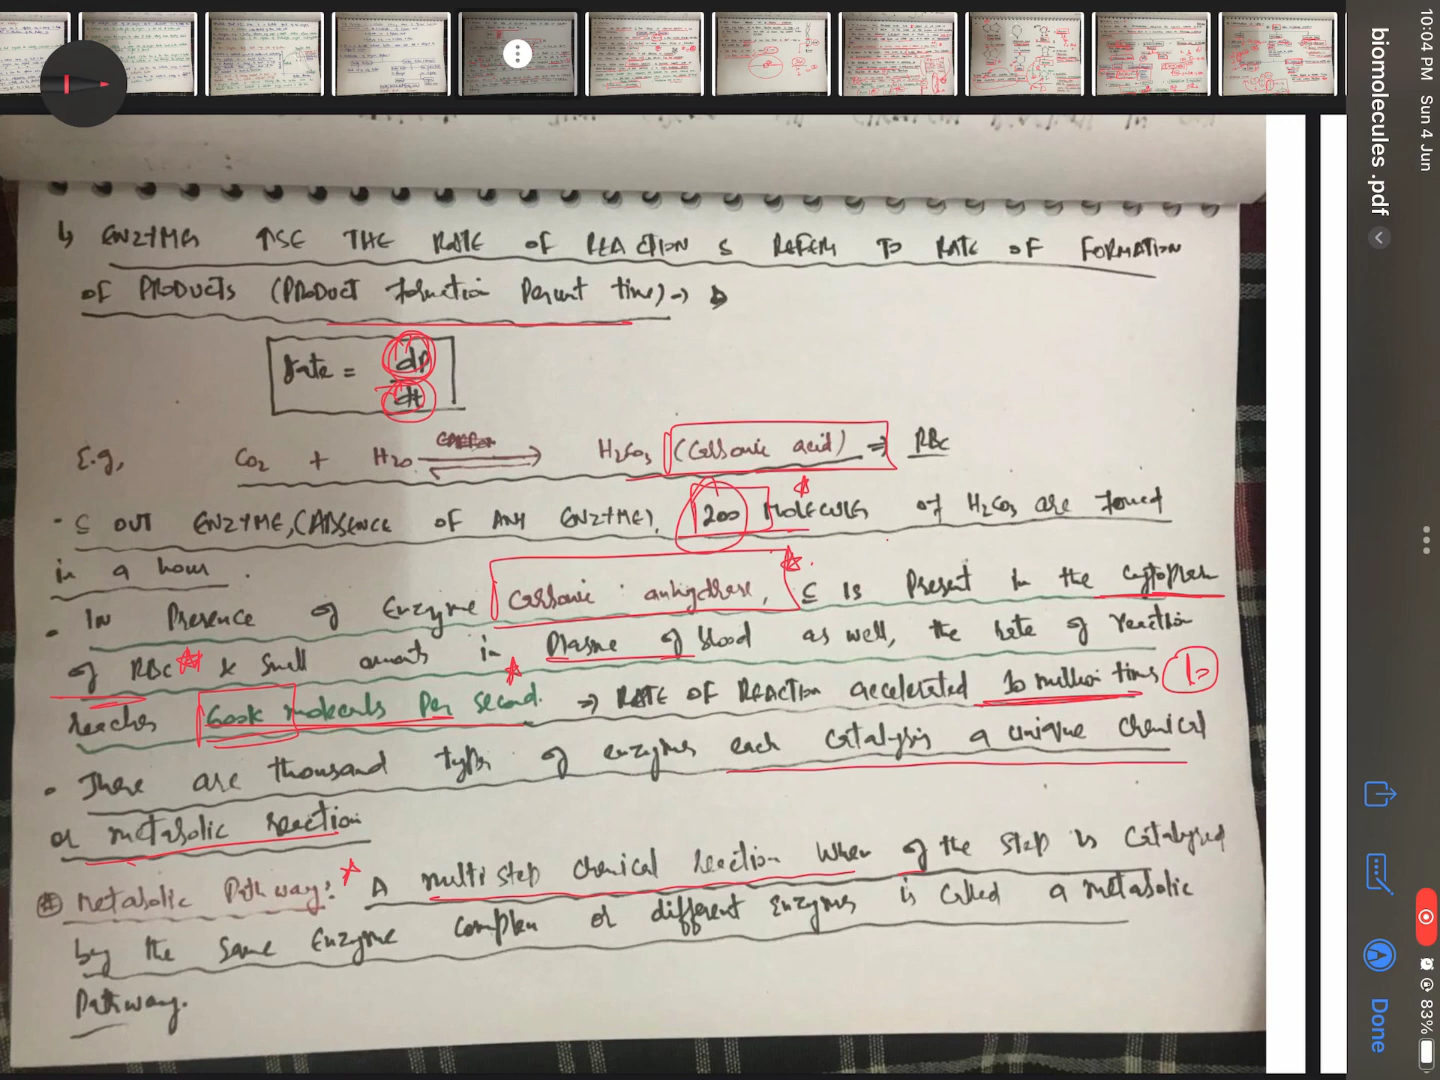 10:04 PM Sun 4 Jun
biomolecules .pdf
83%
Done
↳ ENZYMES ↑SE THE RATE OF REACTION & REFERS TO RATE OF FORMATION
OF PRODUCTS (PRODUCT formation Per unit time) →
rate = dP
dt
E.g, CO2 + H2O ⇌ H2CO3 (Carbonic acid) ⇒ RBC
OUT ENZYME, (ABSENCE OF ANY ENZYME), 200 MOLECULES of H2CO3 are formed
in a hour.
• IN Presence of Enzyme Carbonic anhydrase, is Present in the cytoplasm
of RBC & small amounts in Plasma of blood as well, the rate of reaction
reaches 600K molecules Per second. ⇒ RATE OF REACTION accelerated 10 million times
• There are thousand types of enzymes each catalysing a unique chemical
or metabolic reaction
# Metabolic Pathway: A multi step chemical reaction when of the step is catalysed
by the same Enzyme complex or different Enzymes is called a metabolic
Pathway.